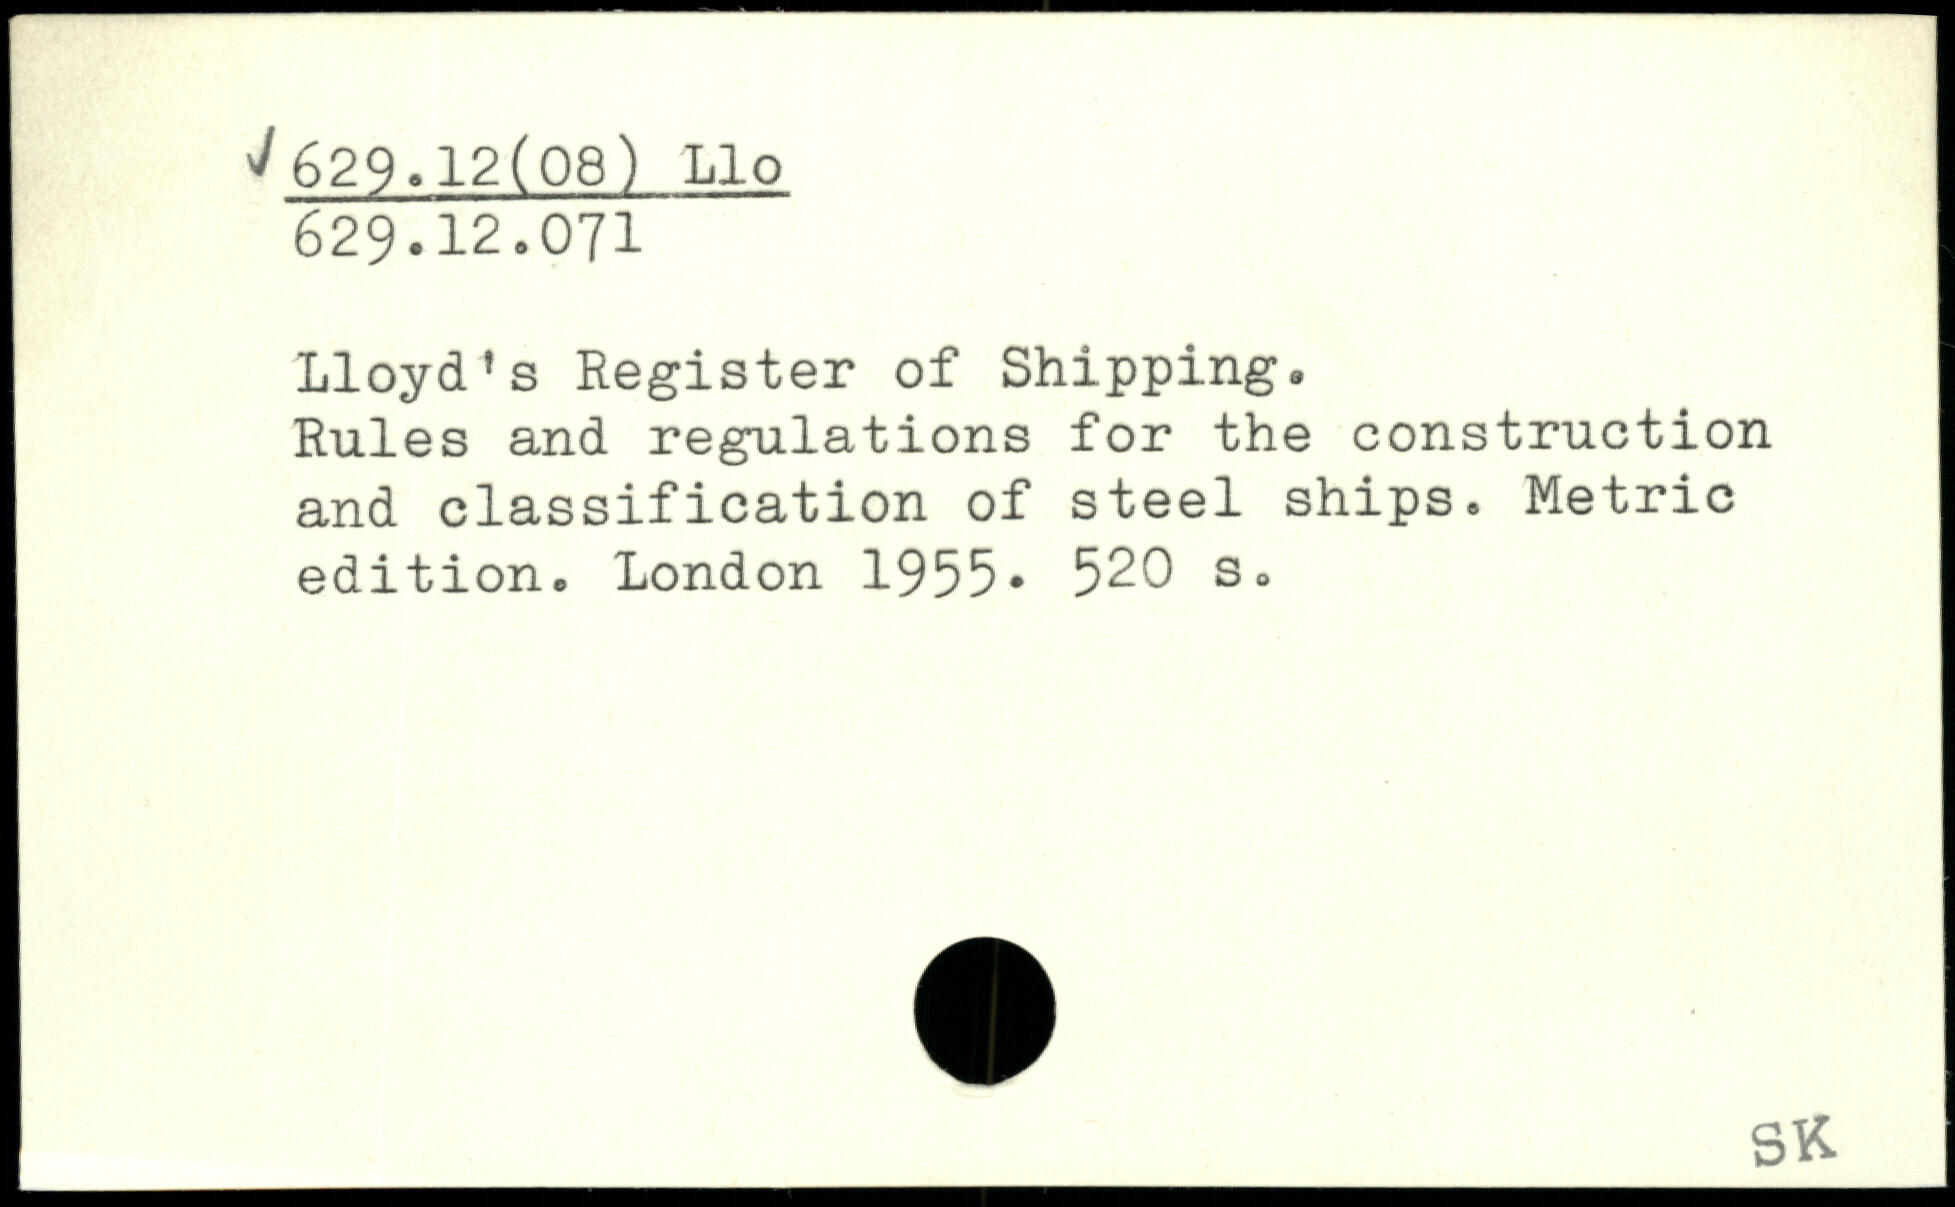 ✓ 629.12(08) Llo
629.12.071
Lloyd's Register of Shipping.
Rules and regulations for the construction
and classification of steel ships. Metric
edition. London 1955. 520 s.
SK